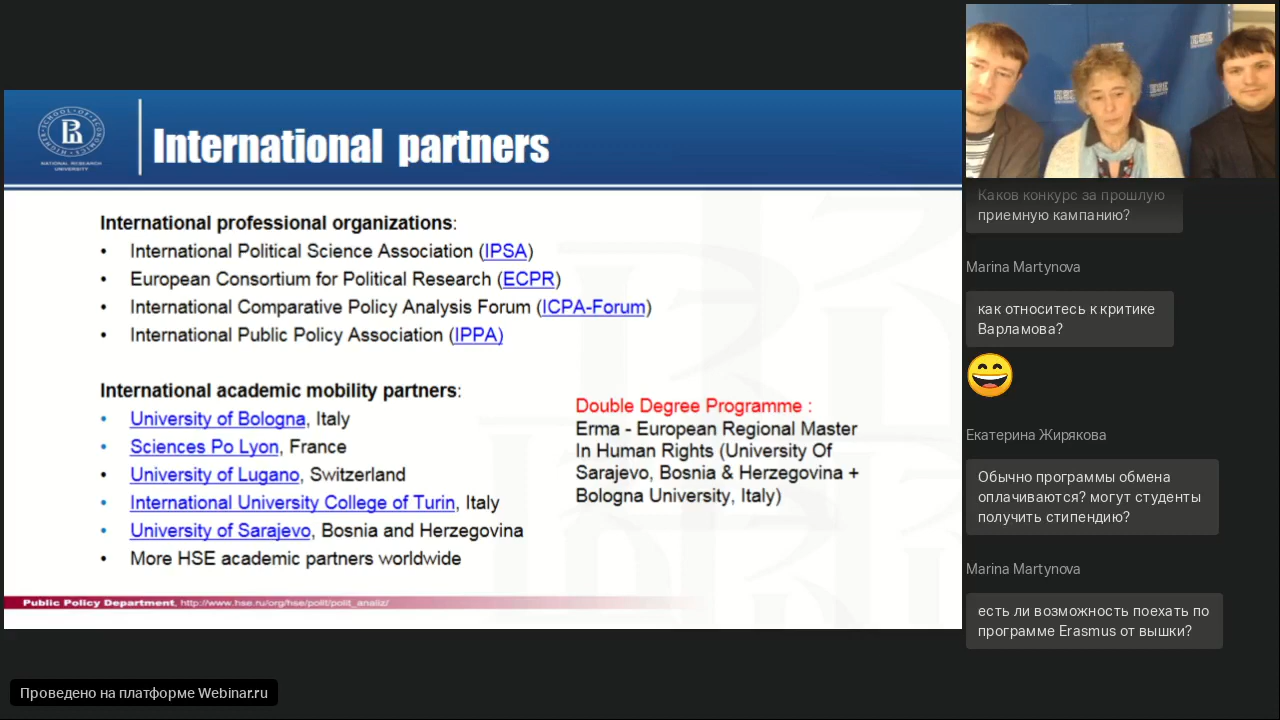 International partners
NATIONAL RESEARCH
UNIVERSITY
International professional organizations:
• International Political Science Association (IPSA)
• European Consortium for Political Research (ECPR)
• International Comparative Policy Analysis Forum (ICPA-Forum)
• International Public Policy Association (IPPA)
International academic mobility partners:
• University of Bologna, Italy
• Sciences Po Lyon, France
• University of Lugano, Switzerland
• International University College of Turin, Italy
• University of Sarajevo, Bosnia and Herzegovina
• More HSE academic partners worldwide
Double Degree Programme :
Erma - European Regional Master
In Human Rights (University Of
Sarajevo, Bosnia & Herzegovina +
Bologna University, Italy)
Public Policy Department, http://www.hse.ru/org/hse/polit/polit_analiz/
Проведено на платформе Webinar.ru
Каков конкурс за прошлую
приемную кампанию?
Marina Martynova
как относитесь к критике
Варламова?
Екатерина Жирякова
Обычно программы обмена
оплачиваются? могут студенты
получить стипендию?
Marina Martynova
есть ли возможность поехать по
программе Erasmus от вышки?